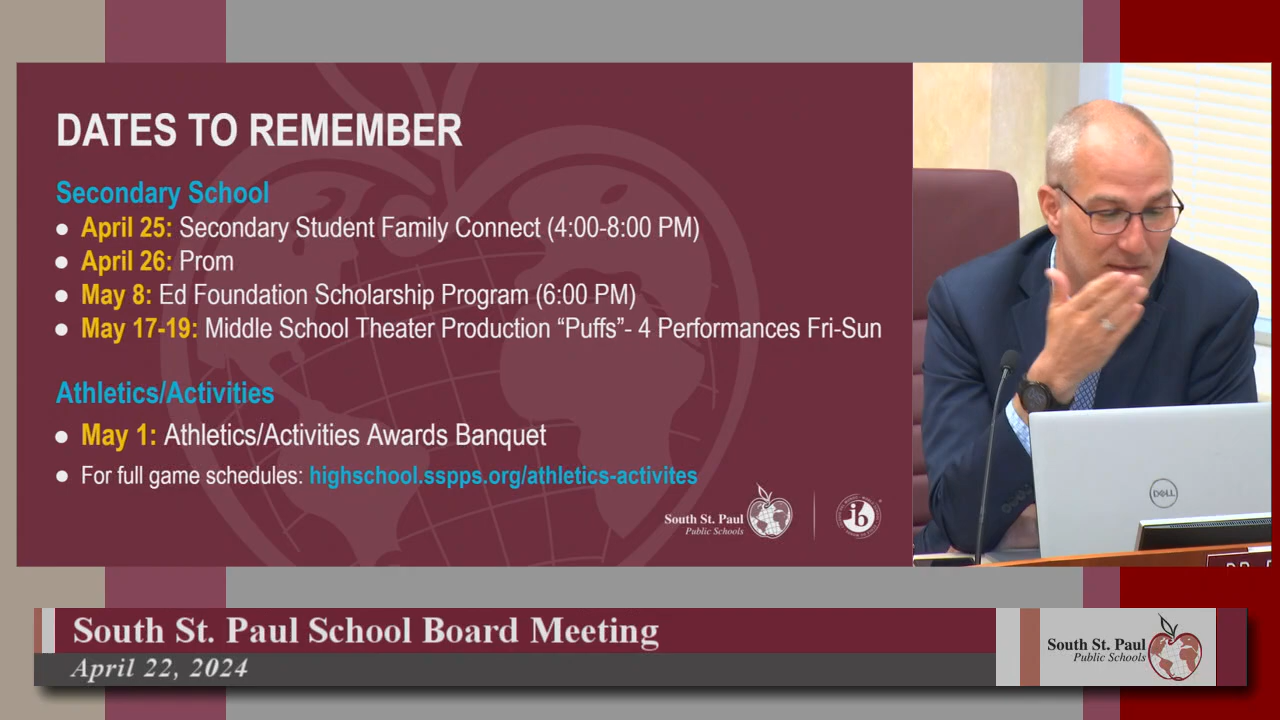 DATES TO REMEMBER
Secondary School
● April 25: Secondary Student Family Connect (4:00-8:00 PM)
● April 26: Prom
● May 8: Ed Foundation Scholarship Program (6:00 PM)
● May 17-19: Middle School Theater Production “Puffs”- 4 Performances Fri-Sun
Athletics/Activities
● May 1: Athletics/Activities Awards Banquet
● For full game schedules: highschool.sspps.org/athletics-activites
South St. Paul
Public Schools
ib
DELL
South St. Paul School Board Meeting
April 22, 2024
South St. Paul
Public Schools